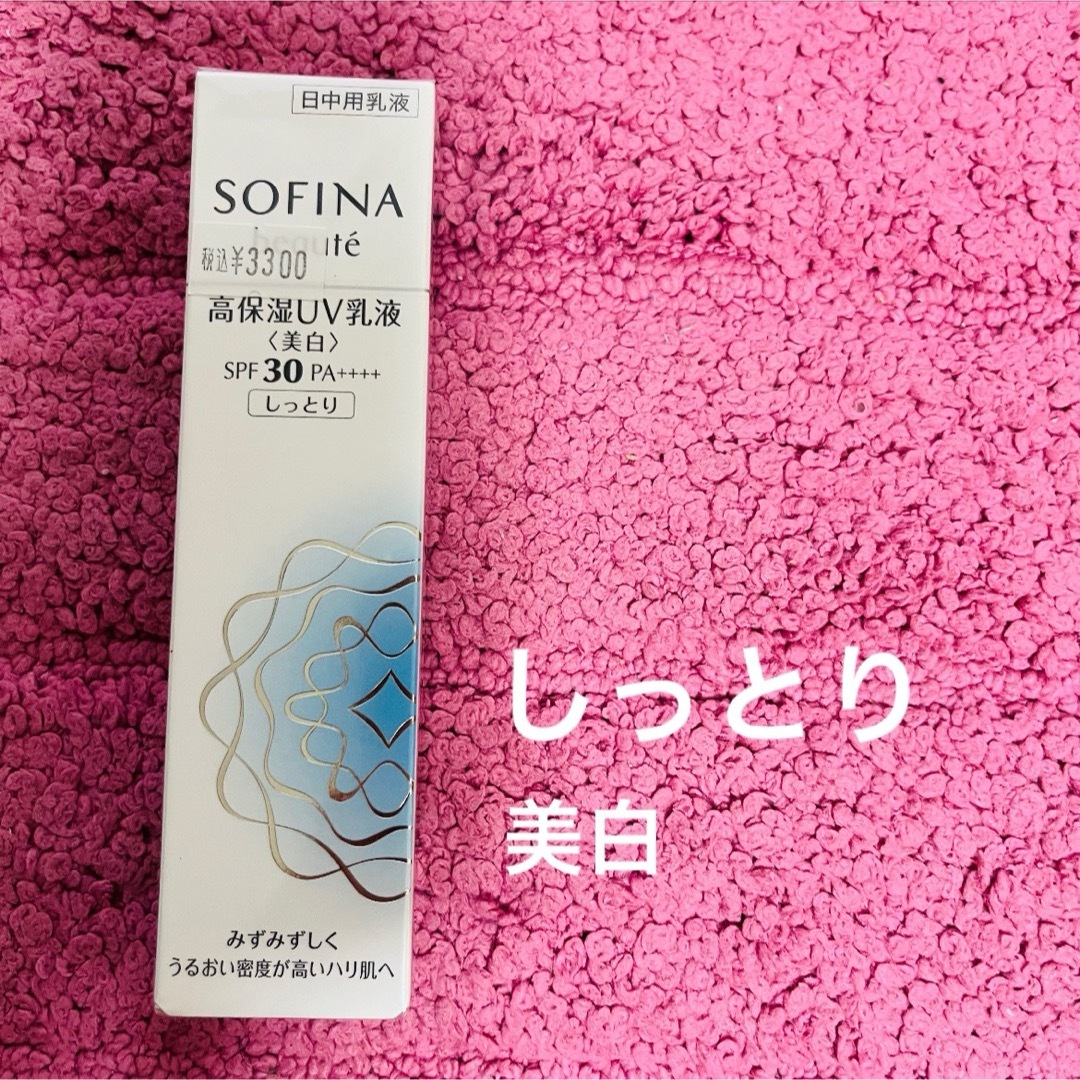 日中用乳液
SOFINA
beauté
税込¥3300
高保湿UV乳液
〈美白〉
SPF 30 PA++++
しっとり
しっとり
美白
みずみずしく
うるおい密度が高いハリ肌へ